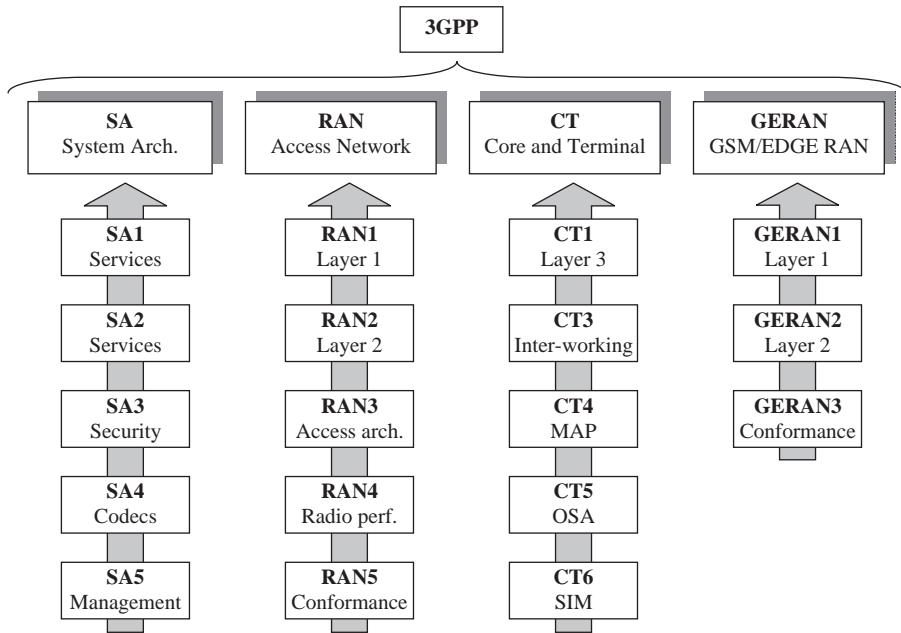 3GPP
SA
System Arch.
RAN
Access Network
CT
Core and Terminal
GERAN
GSM/EDGE RAN
SA1
Services
RAN1
Layer 1
CT1
Layer 3
GERAN1
Layer 1
SA2
Services
RAN2
Layer 2
CT3
Inter-working
GERAN2
Layer 2
SA3
Security
RAN3
Access arch.
CT4
MAP
GERAN3
Conformance
SA4
Codecs
RAN4
Radio perf.
CT5
OSA
SA5
Management
RAN5
Conformance
CT6
SIM